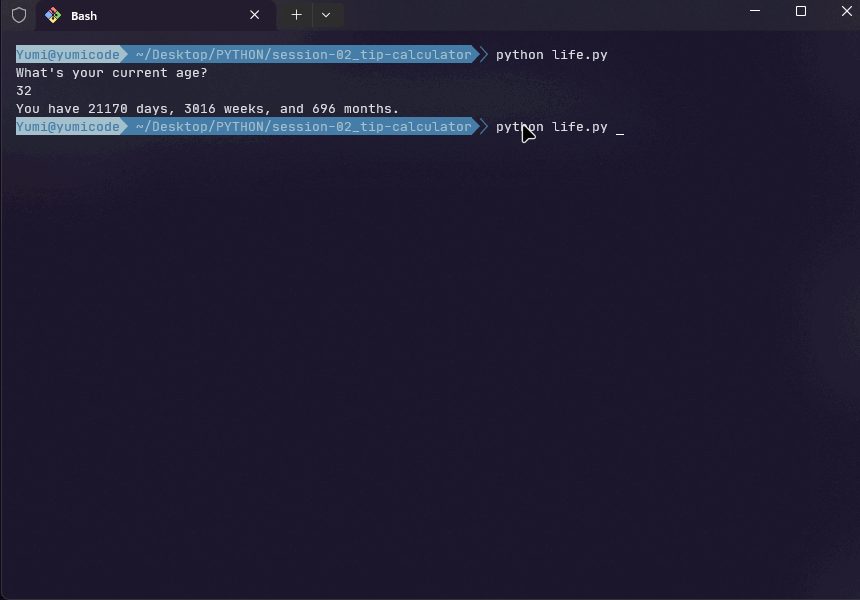 Bash
Yumi@yumicode ~/Desktop/PYTHON/session-02_tip-calculator python life.py
What's your current age?
32
You have 21170 days, 3016 weeks, and 696 months.
Yumi@yumicode ~/Desktop/PYTHON/session-02_tip-calculator python life.py _